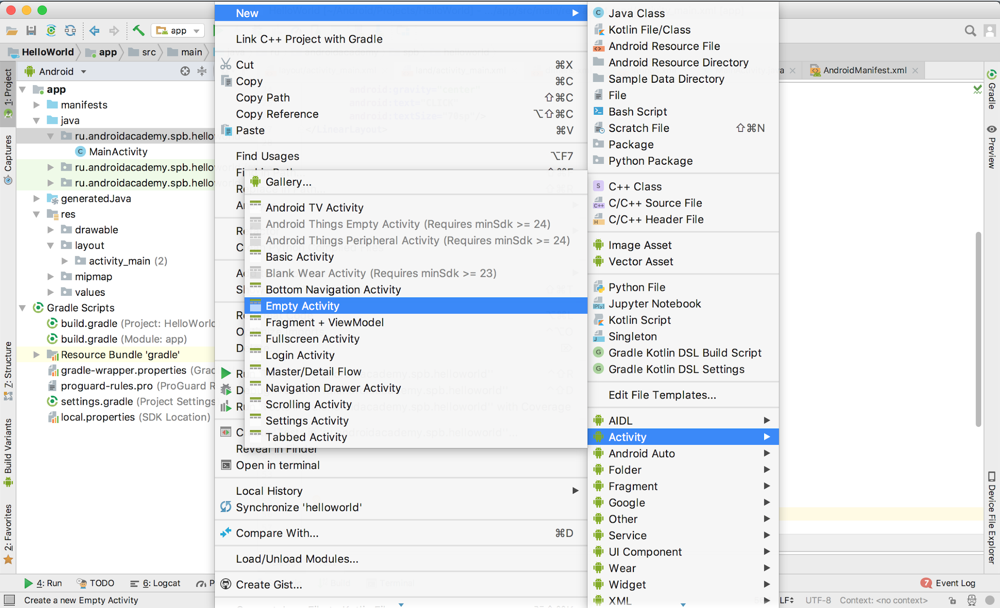 app
HelloWorld
app
src
main
Android
AndroidManifest.xml
1: Project
Captures
7: Structure
Build Variants
2: Favorites
app
manifests
java
ru.androidacademy.spb.hello
MainActivity
ru.androidacademy.spb.hello
ru.androidacademy.spb.hello
generatedJava
res
drawable
layout
activity_main (2)
mipmap
values
Gradle Scripts
build.gradle (Project: HelloWorld
build.gradle (Module: app)
Resource Bundle 'gradle'
gradle-wrapper.properties (Grad
proguard-rules.pro (ProGuard R
settings.gradle (Project Settings
local.properties (SDK Location)
New
Link C++ Project with Gradle
Cut ⌘X
Copy ⌘C
Copy Path ⇧⌘C
Copy Reference ⌥⇧⌘C
Paste ⌘V
Find Usages ⌥F7
Find in Path...
Reveal in Finder
Open in terminal
Local History
Synchronize 'helloworld'
Compare With... ⌘D
Load/Unload Modules...
Create Gist...
Gallery...
Android TV Activity
Android Things Empty Activity (Requires minSdk >= 24)
Android Things Peripheral Activity (Requires minSdk >= 24)
Basic Activity
Blank Wear Activity (Requires minSdk >= 23)
Bottom Navigation Activity
Empty Activity
Fragment + ViewModel
Fullscreen Activity
Login Activity
Master/Detail Flow
Navigation Drawer Activity
Scrolling Activity
Settings Activity
Tabbed Activity
Java Class
Kotlin File/Class
Android Resource File
Android Resource Directory
Sample Data Directory
File
Bash Script
Scratch File ⇧⌘N
Package
Python Package
C++ Class
C/C++ Source File
C/C++ Header File
Image Asset
Vector Asset
Python File
Jupyter Notebook
Kotlin Script
Singleton
Gradle Kotlin DSL Build Script
Gradle Kotlin DSL Settings
Edit File Templates...
AIDL
Activity
Android Auto
Folder
Fragment
Google
Other
Service
UI Component
Wear
Widget
XML
Gradle
Preview
Device File Explorer
4: Run
TODO
6: Logcat
7 Event Log
Create a new Empty Activity
LF
UTF-8
Context: <no context>